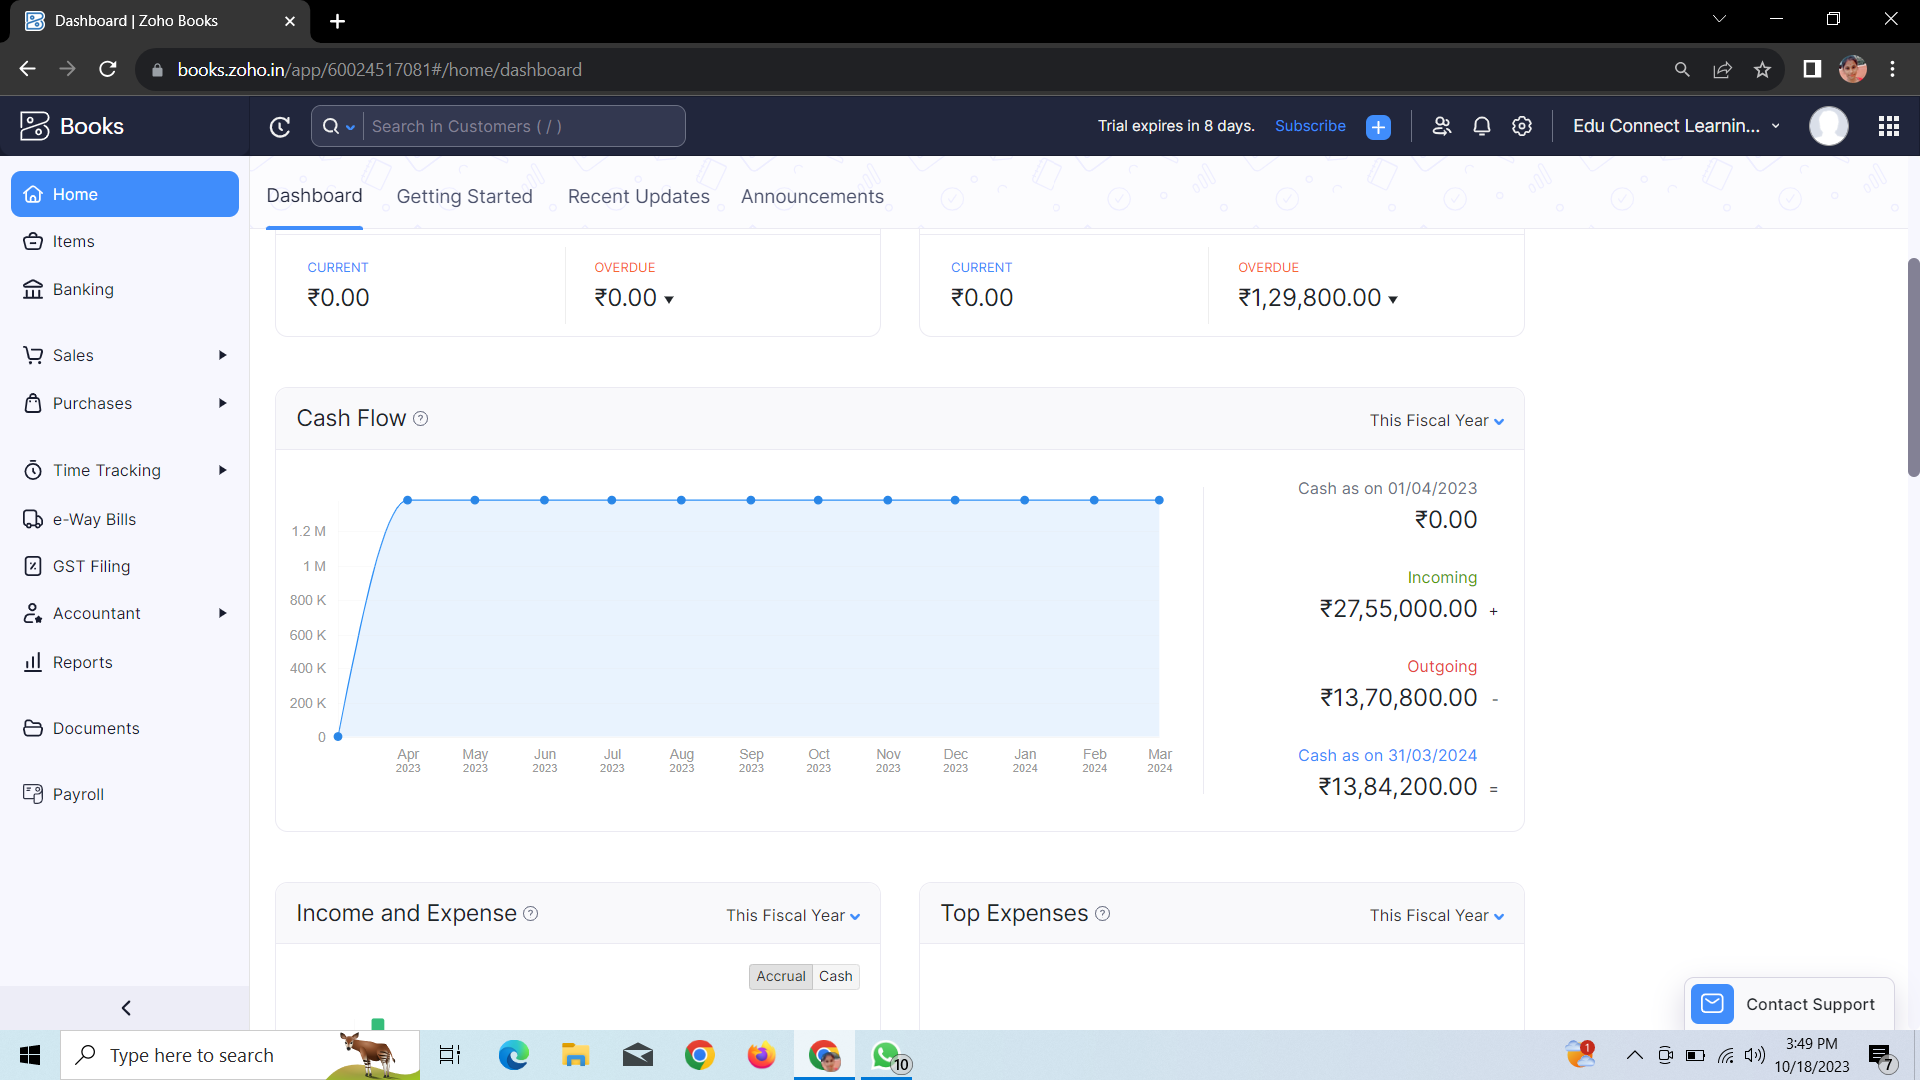 Dashboard | Zoho Books
books.zoho.in/app/60024517081#/home/dashboard
Books
Search in Customers ( / )
Trial expires in 8 days.
Subscribe
Edu Connect Learnin...
Home
Items
Banking
Sales
Purchases
Time Tracking
e-Way Bills
GST Filing
Accountant
Reports
Documents
Payroll
Dashboard
Getting Started
Recent Updates
Announcements
CURRENT
₹0.00
OVERDUE
₹0.00
CURRENT
₹0.00
OVERDUE
₹1,29,800.00
Cash Flow
This Fiscal Year
1.2 M
1 M
800 K
600 K
400 K
200 K
0
Apr 2023
May 2023
Jun 2023
Jul 2023
Aug 2023
Sep 2023
Oct 2023
Nov 2023
Dec 2023
Jan 2024
Feb 2024
Mar 2024
Cash as on 01/04/2023
₹0.00
Incoming
₹27,55,000.00 +
Outgoing
₹13,70,800.00 -
Cash as on 31/03/2024
₹13,84,200.00 =
Income and Expense
This Fiscal Year
Accrual
Cash
Top Expenses
This Fiscal Year
Contact Support
Type here to search
10
1
3:49 PM
10/18/2023
7